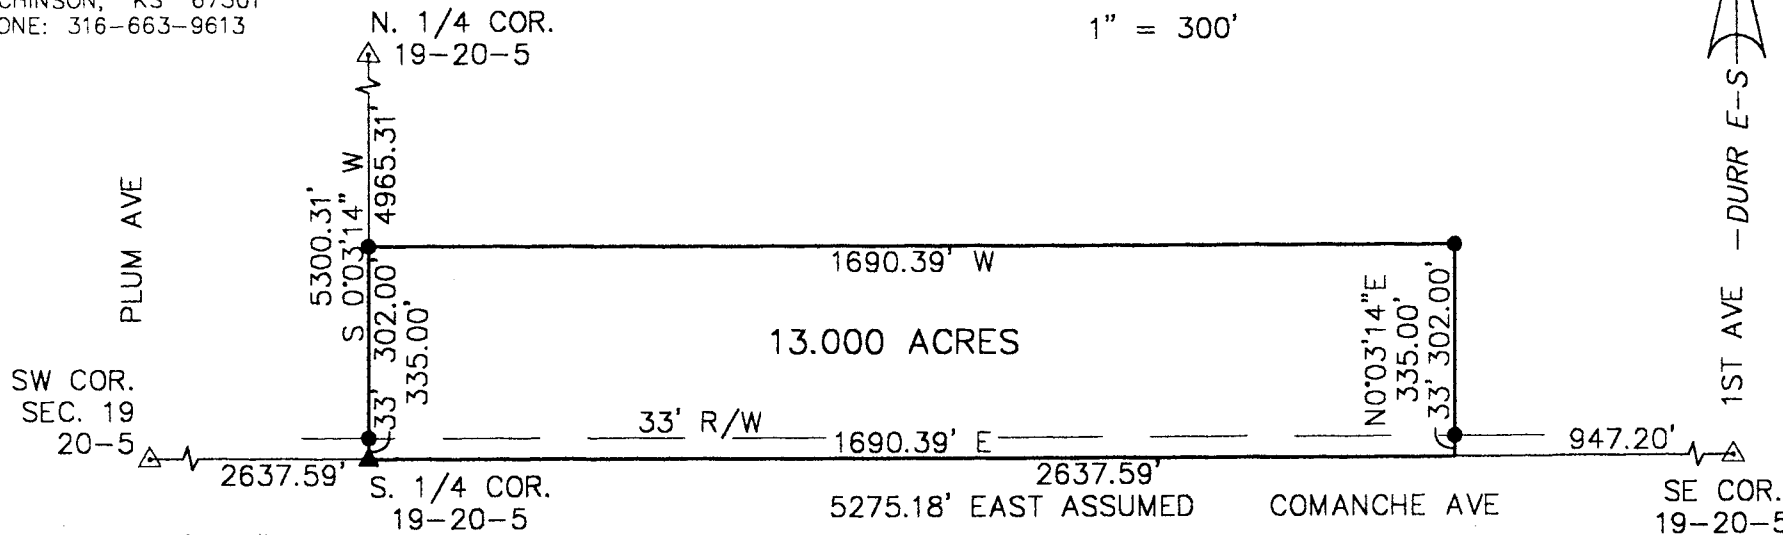 KS 67501
ONE: 316-663-9613
N. 1/4 COR.
19-20-5
1" = 300'
PLUM AVE
5300.31'
S 0°03'14" W
4965.31'
302.00'
33'
335.00'
1690.39' W
13.000 ACRES
N0°03'14"E
335.00'
33' 302.00'
1ST AVE - DURR E-S
SW COR.
SEC. 19
20-5
33' R/W
1690.39' E
947.20'
2637.59'
S. 1/4 COR.
19-20-5
2637.59'
5275.18' EAST ASSUMED
COMANCHE AVE
SE COR.
19-20-5